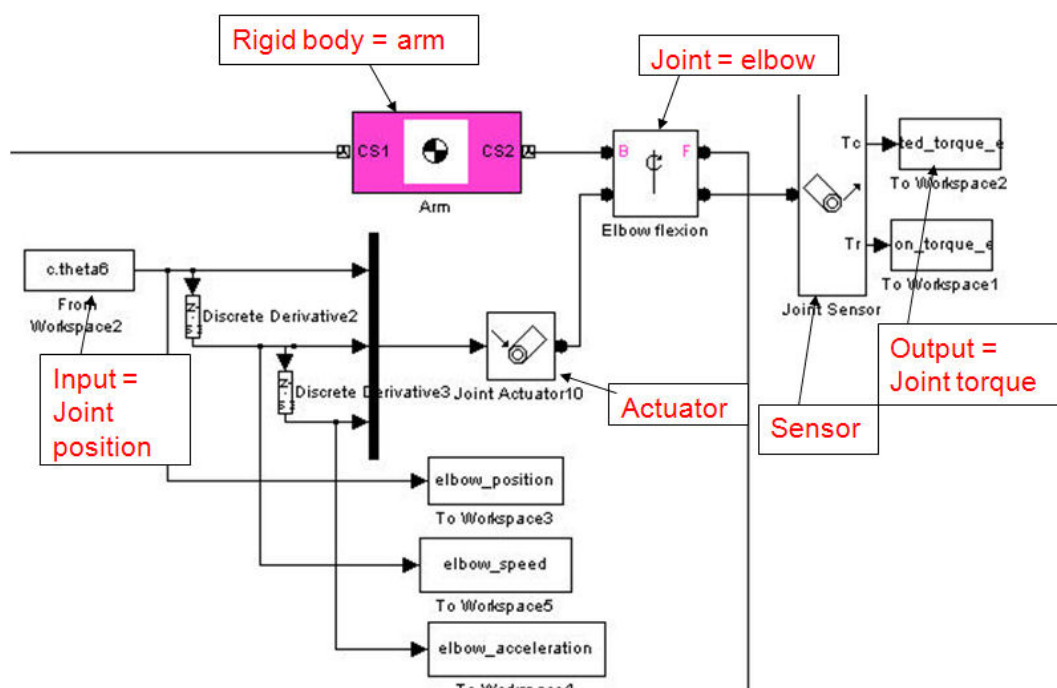 Rigid body = arm
Joint = elbow
CS1
CS2
Arm
B
F
Elbow flexion
Tc
ted_torque_e
To Workspace2
Tr
on_torque_e
To Workspace1
Joint Sensor
c.theta6
From
Workspace2
Discrete Derivative2
Discrete Derivative3
Joint Actuator10
Input =
Joint
position
Actuator
Sensor
Output =
Joint torque
elbow_position
To Workspace3
elbow_speed
To Workspace5
elbow_acceleration